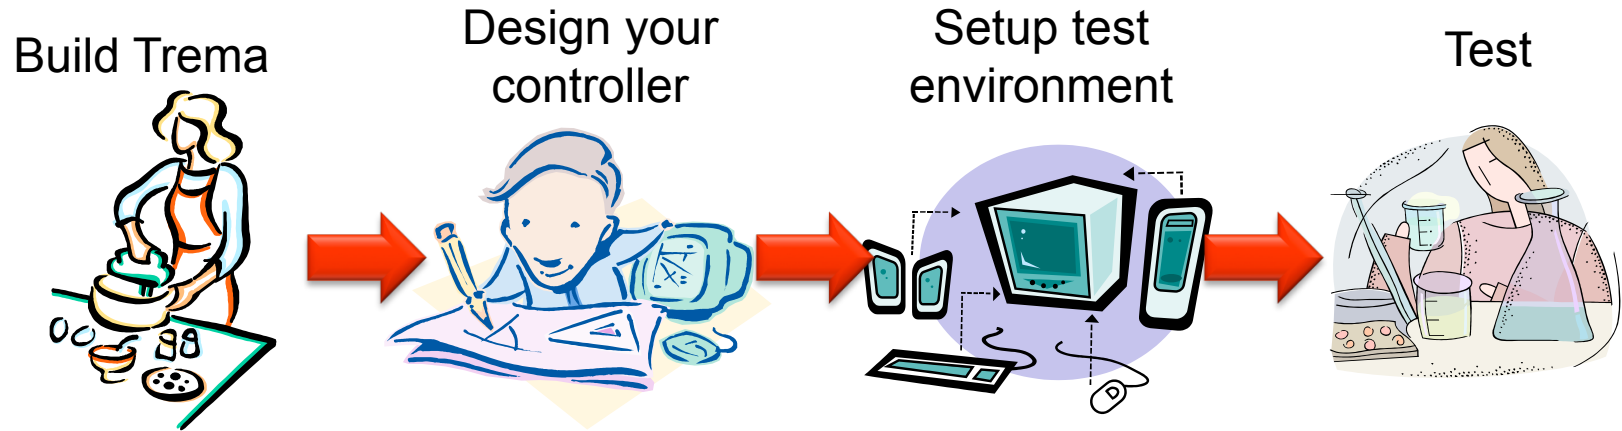 Build Trema
Design your
controller
Setup test
environment
Test